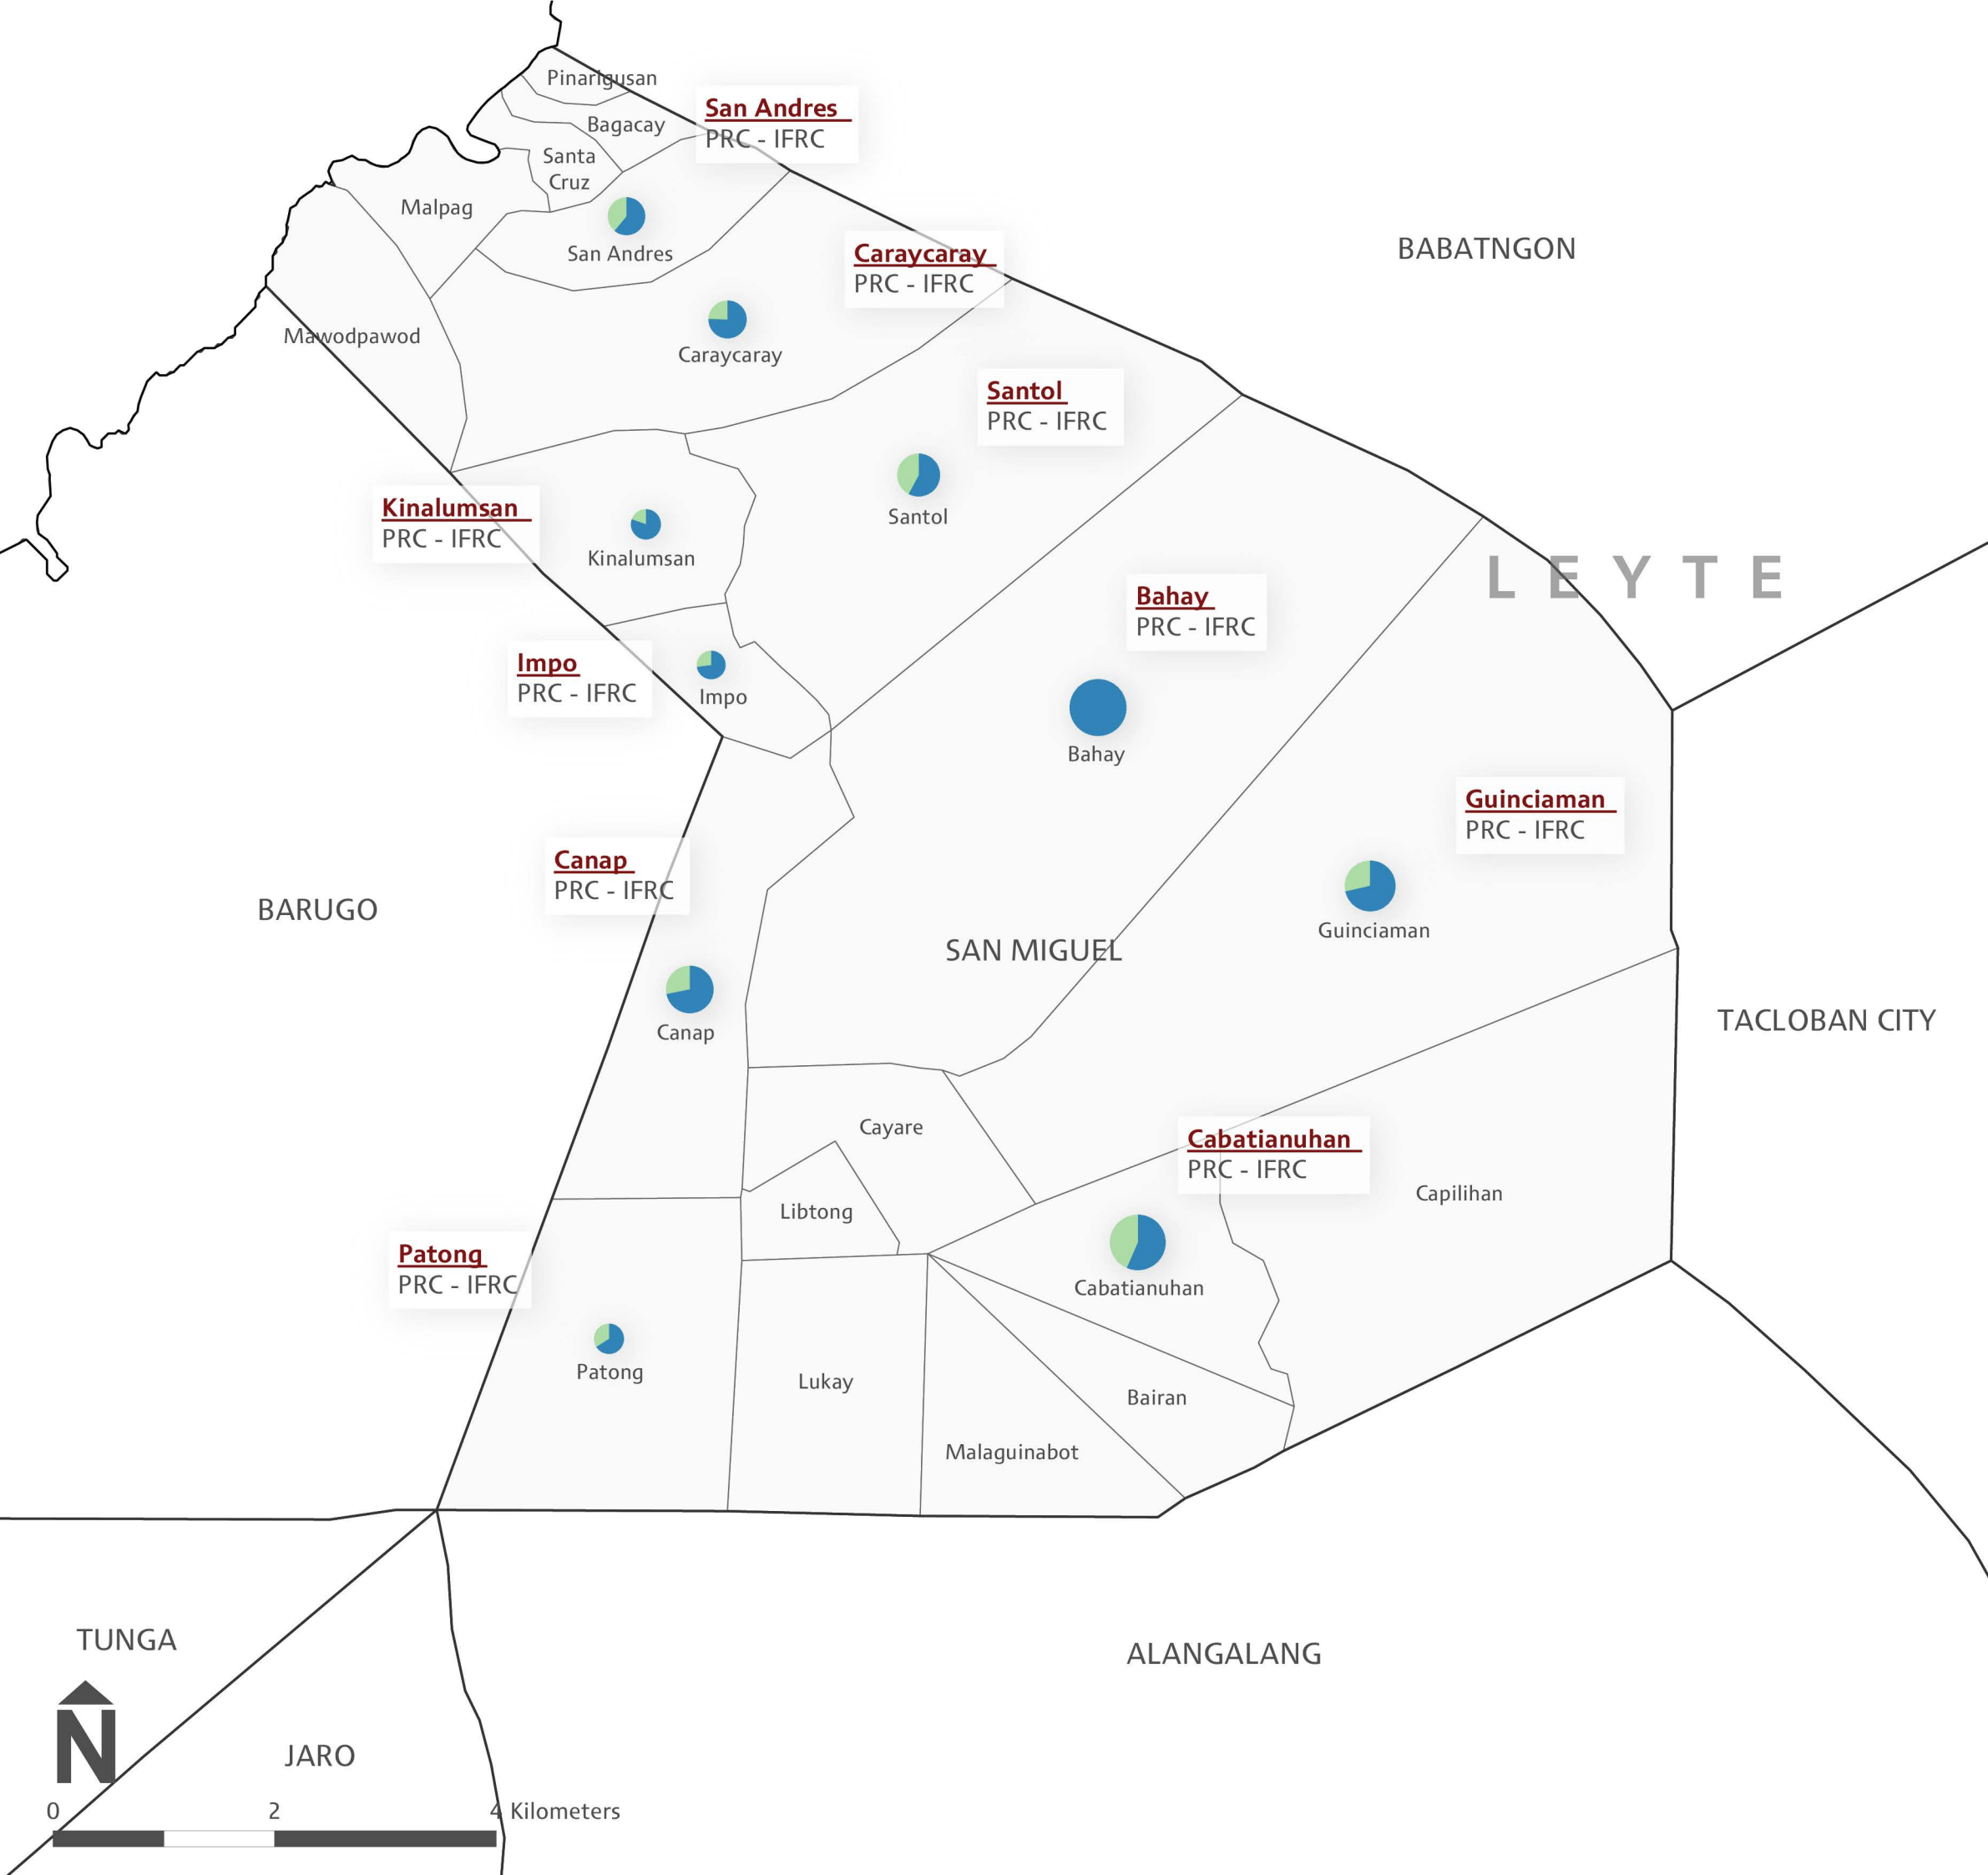 Pinarigusan
San Andres
PRC - IFRC
Bagacay
Santa
Cruz
Malpag
San Andres
BABATNGON
Caraycaray
PRC - IFRC
Mawodpawod
Caraycaray
Santol
PRC - IFRC
Kinalumsan
PRC - IFRC
Santol
Kinalumsan
LEYTE
Bahay
PRC - IFRC
Impo
PRC - IFRC
Impo
Bahay
Guinciaman
PRC - IFRC
Canap
PRC - IFRC
BARUGO
Guinciaman
SAN MIGUEL
Canap
TACLOBAN CITY
Cayare
Cabatianuhan
PRC - IFRC
Capilihan
Libtong
Patong
PRC - IFRC
Cabatianuhan
Patong
Lukay
Bairan
Malaguinabot
TUNGA
ALANGALANG
N
JARO
0 2 4 Kilometers